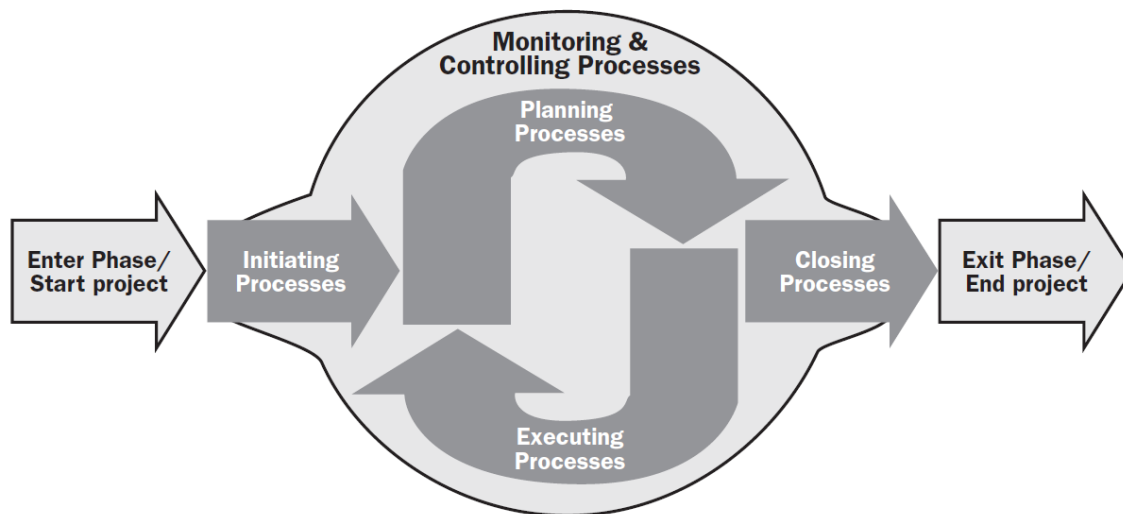 Monitoring &
Controlling Processes
Planning
Processes
Enter Phase/
Start project
Initiating
Processes
Closing
Processes
Exit Phase/
End project
Executing
Processes